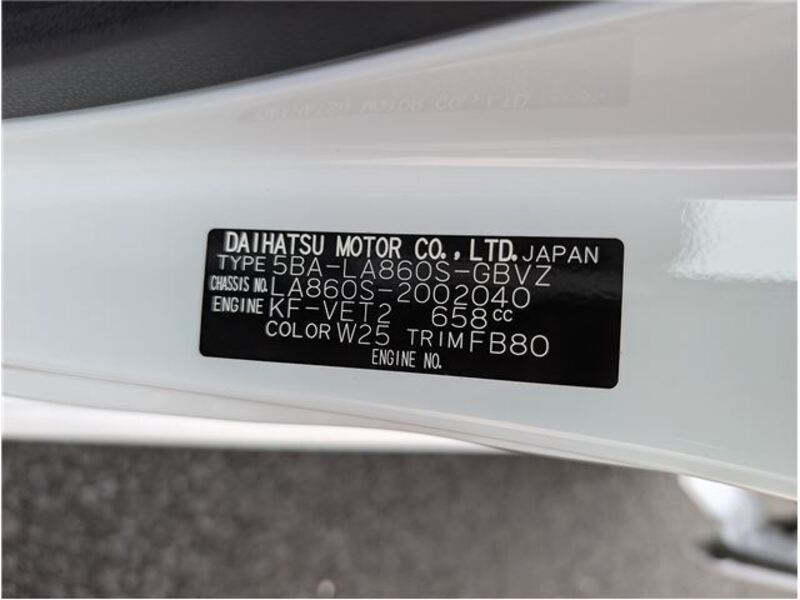 DAIHATSU MOTOR CO., LTD. JAPAN
TYPE 5BA-LA860S-GBVZ
CHASSIS NO. LA860S-2002040
ENGINE KF-VET2 658cc
COLOR W25 TRIM FB80
ENGINE NO.